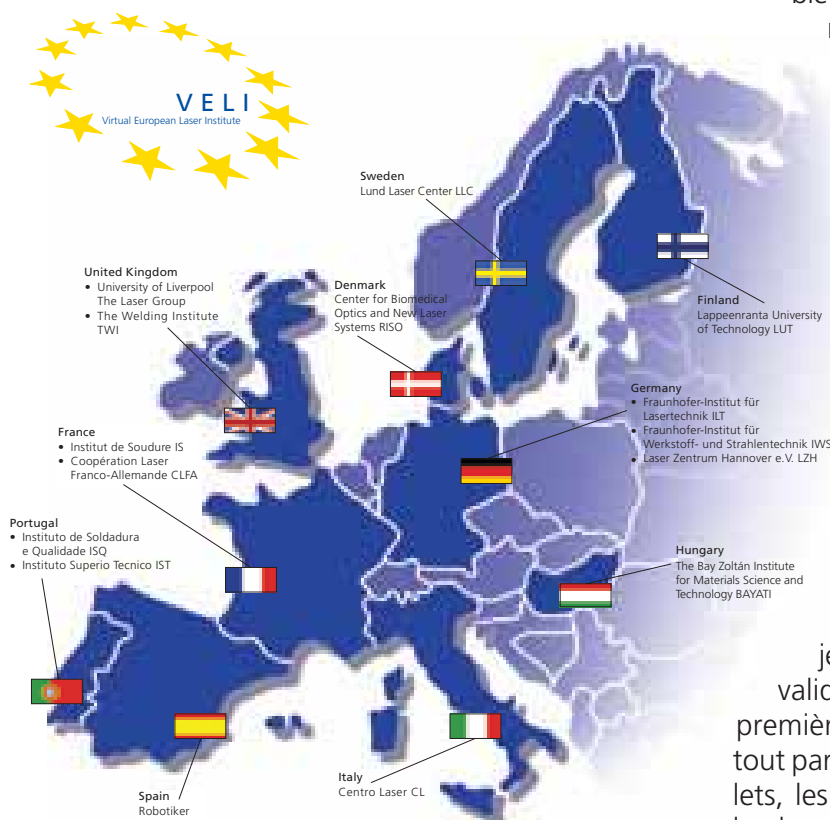 blé
VELI
Virtual European Laser Institute
Sweden
Lund Laser Center LLC
United Kingdom
• University of Liverpool
The Laser Group
• The Welding Institute
TWI
Denmark
Center for Biomedical
Optics and New Laser
Systems RISO
Finland
Lappeenranta University
of Technology LUT
Germany
• Fraunhofer-Institut für
Lasertechnik ILT
• Fraunhofer-Institut für
Werkstoff- und Strahlentechnik IWS
• Laser Zentrum Hannover e.V. LZH
France
• Institut de Soudure IS
• Coopération Laser
Franco-Allemande CLFA
Portugal
• Instituto de Soldadura
e Qualidade ISQ
• Instituto Superio Tecnico IST
Hungary
The Bay Zoltán Institute
for Materials Science and
Technology BAYATI
Spain
Robotiker
Italy
Centro Laser CL
je
valid
premièr
tout par
lets, les